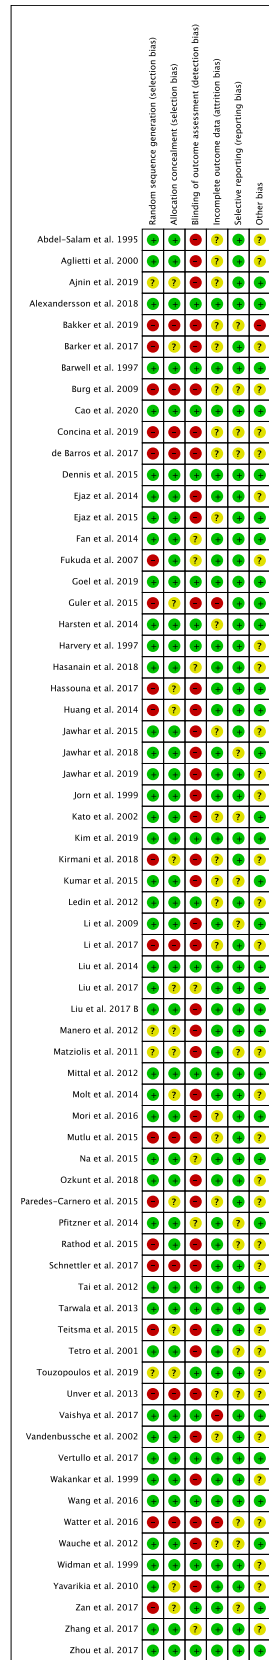 Random sequence generation (selection bias)
Allocation concealment (selection bias)
Blinding of outcome assessment (detection bias)
Incomplete outcome data (attrition bias)
Selective reporting (reporting bias)
Other bias
Abdel-Salam et al. 1995 + + – ? + ?
Aglietti et al. 2000 + + – ? + ?
Ajnin et al. 2019 ? ? – ? + +
Alexandersson et al. 2018 + + + + + +
Bakker et al. 2019 – – – ? ? –
Barker et al. 2017 – ? – ? + ?
Barwell et al. 1997 + + + + + +
Burg et al. 2009 – – – ? ? ?
Cao et al. 2020 + + + + + +
Concina et al. 2019 – – – ? ? ?
de Barros et al. 2017 – – – ? ? ?
Dennis et al. 2015 + + + + + +
Ejaz et al. 2014 + + – + + ?
Ejaz et al. 2015 + + – ? + +
Fan et al. 2014 + + ? + + +
Fukuda et al. 2007 – + ? + + ?
Goel et al. 2019 + + + + + +
Guler et al. 2015 – ? – – + +
Harsten et al. 2014 + + + ? + +
Harvery et al. 1997 + + + + + ?
Hasanain et al. 2018 + + ? + + ?
Hassouna et al. 2017 – ? – + + +
Huang et al. 2014 – ? – + + +
Jawhar et al. 2015 + + – ? + ?
Jawhar et al. 2018 + + – + ? +
Jawhar et al. 2019 + + – + + ?
Jorn et al. 1999 + + – + + ?
Kato et al. 2002 + + – ? ? +
Kim et al. 2019 + + + + + +
Kirmani et al. 2018 – ? – ? + ?
Kumar et al. 2015 + + – ? ? +
Ledin et al. 2012 + + + ? + ?
Li et al. 2009 + + – + ? +
Li et al. 2017 – – – ? + ?
Liu et al. 2014 + + + + + +
Liu et al. 2017 + ? ? + + +
Liu et al. 2017 B + + – + + +
Manero et al. 2012 ? ? – + + +
Matziolis et al. 2011 ? ? – + ? ?
Mittal et al. 2012 + + + + + +
Molt et al. 2014 + ? – + + ?
Mori et al. 2016 + + – ? + +
Mutlu et al. 2015 – – – ? + ?
Na et al. 2015 + + ? + + +
Ozkunt et al. 2018 + + – + + ?
Paredes-Carnero et al. 2015 – ? – ? + ?
Pfitzner et al. 2014 + + ? + ? +
Rathod et al. 2015 – + – + ? ?
Schnettler et al. 2017 – – – + + ?
Tai et al. 2012 + + + + + +
Tarwala et al. 2013 + + + + + +
Teitsma et al. 2015 – ? – + + ?
Tetro et al. 2001 + + – + ? ?
Touzopoulos et al. 2019 ? ? + + + ?
Unver et al. 2013 – – – ? ? ?
Vaishya et al. 2017 + + + – + +
Vandenbussche et al. 2002 + + – ? + ?
Vertullo et al. 2017 + + + + + +
Wakankar et al. 1999 + + – + + ?
Wang et al. 2016 + + + + + +
Watter et al. 2016 – – – – ? ?
Wauche et al. 2012 + + – ? ? +
Widman et al. 1999 + + + + + ?
Yavarikia et al. 2010 + ? – + + ?
Zan et al. 2017 – ? + + ? +
Zhang et al. 2017 + + ? + + ?
Zhou et al. 2017 + + + + + +